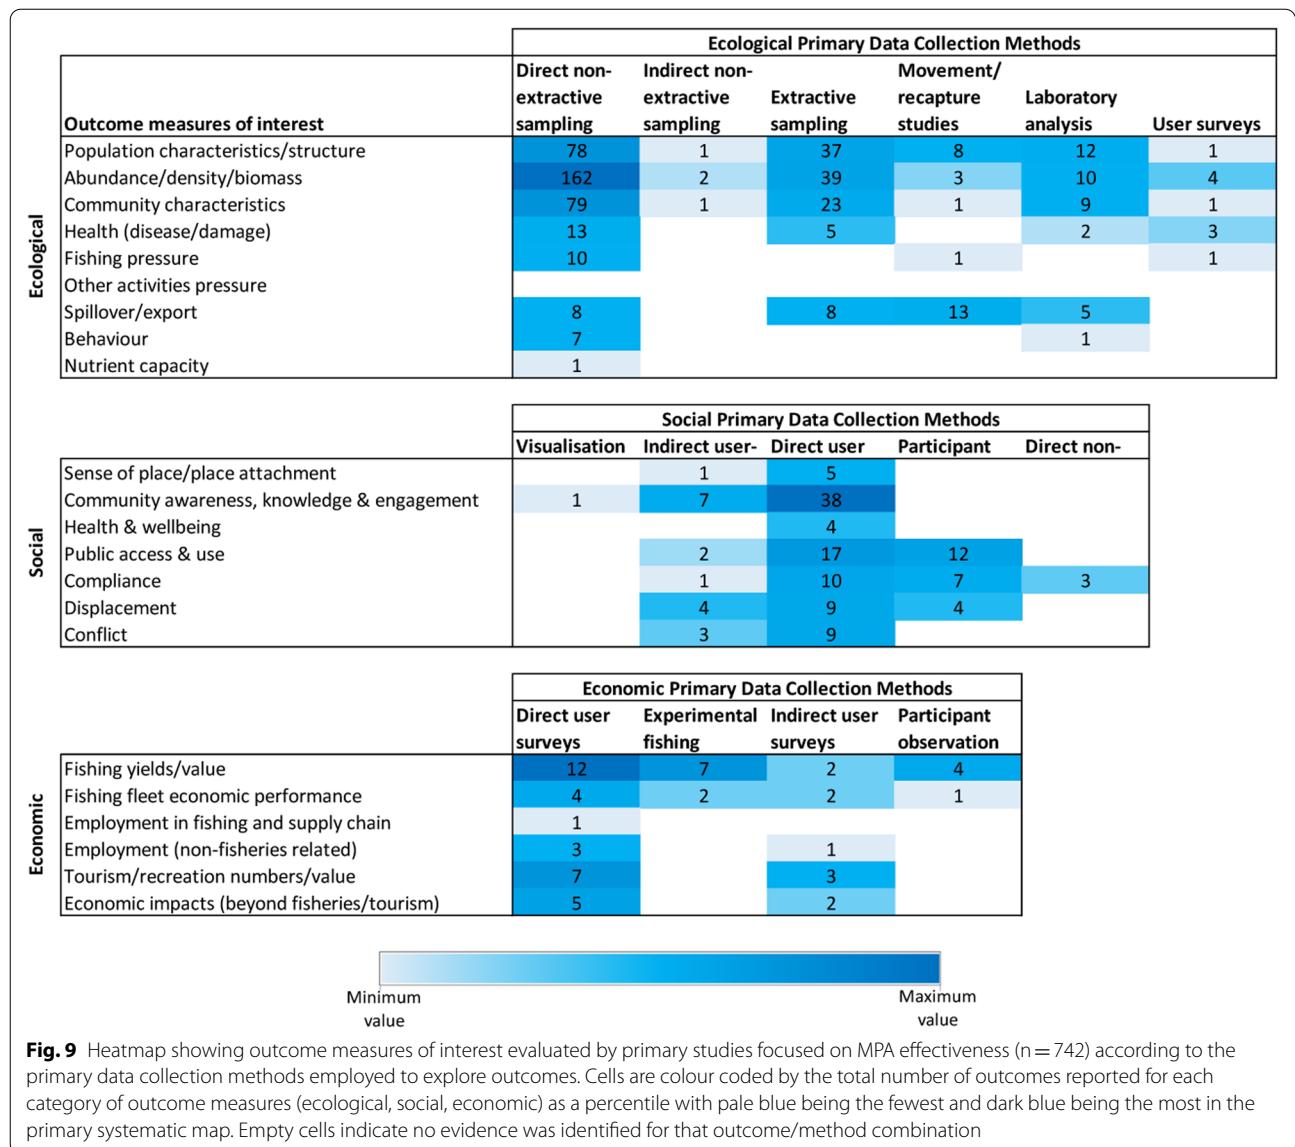 Ecological Primary Data Collection Methods
Outcome measures of interest Direct non-extractive sampling Indirect non-extractive sampling Extractive sampling Movement/recapture studies Laboratory analysis User surveys
Ecological
Population characteristics/structure 78 1 37 8 12 1
Abundance/density/biomass 162 2 39 3 10 4
Community characteristics 79 1 23 1 9 1
Health (disease/damage) 13 5 2 3
Fishing pressure 10 1 1
Other activities pressure
Spillover/export 8 8 13 5
Behaviour 7 1
Nutrient capacity 1
Social Primary Data Collection Methods
Visualisation Indirect user- Direct user Participant Direct non-
Social
Sense of place/place attachment 1 5
Community awareness, knowledge & engagement 1 7 38
Health & wellbeing 4
Public access & use 2 17 12
Compliance 1 10 7 3
Displacement 4 9 4
Conflict 3 9
Economic Primary Data Collection Methods
Direct user surveys Experimental fishing Indirect user surveys Participant observation
Economic
Fishing yields/value 12 7 2 4
Fishing fleet economic performance 4 2 2 1
Employment in fishing and supply chain 1
Employment (non-fisheries related) 3 1
Tourism/recreation numbers/value 7 3
Economic impacts (beyond fisheries/tourism) 5 2
Minimum value
Maximum value
Fig. 9 Heatmap showing outcome measures of interest evaluated by primary studies focused on MPA effectiveness (n = 742) according to the
primary data collection methods employed to explore outcomes. Cells are colour coded by the total number of outcomes reported for each
category of outcome measures (ecological, social, economic) as a percentile with pale blue being the fewest and dark blue being the most in the
primary systematic map. Empty cells indicate no evidence was identified for that outcome/method combination